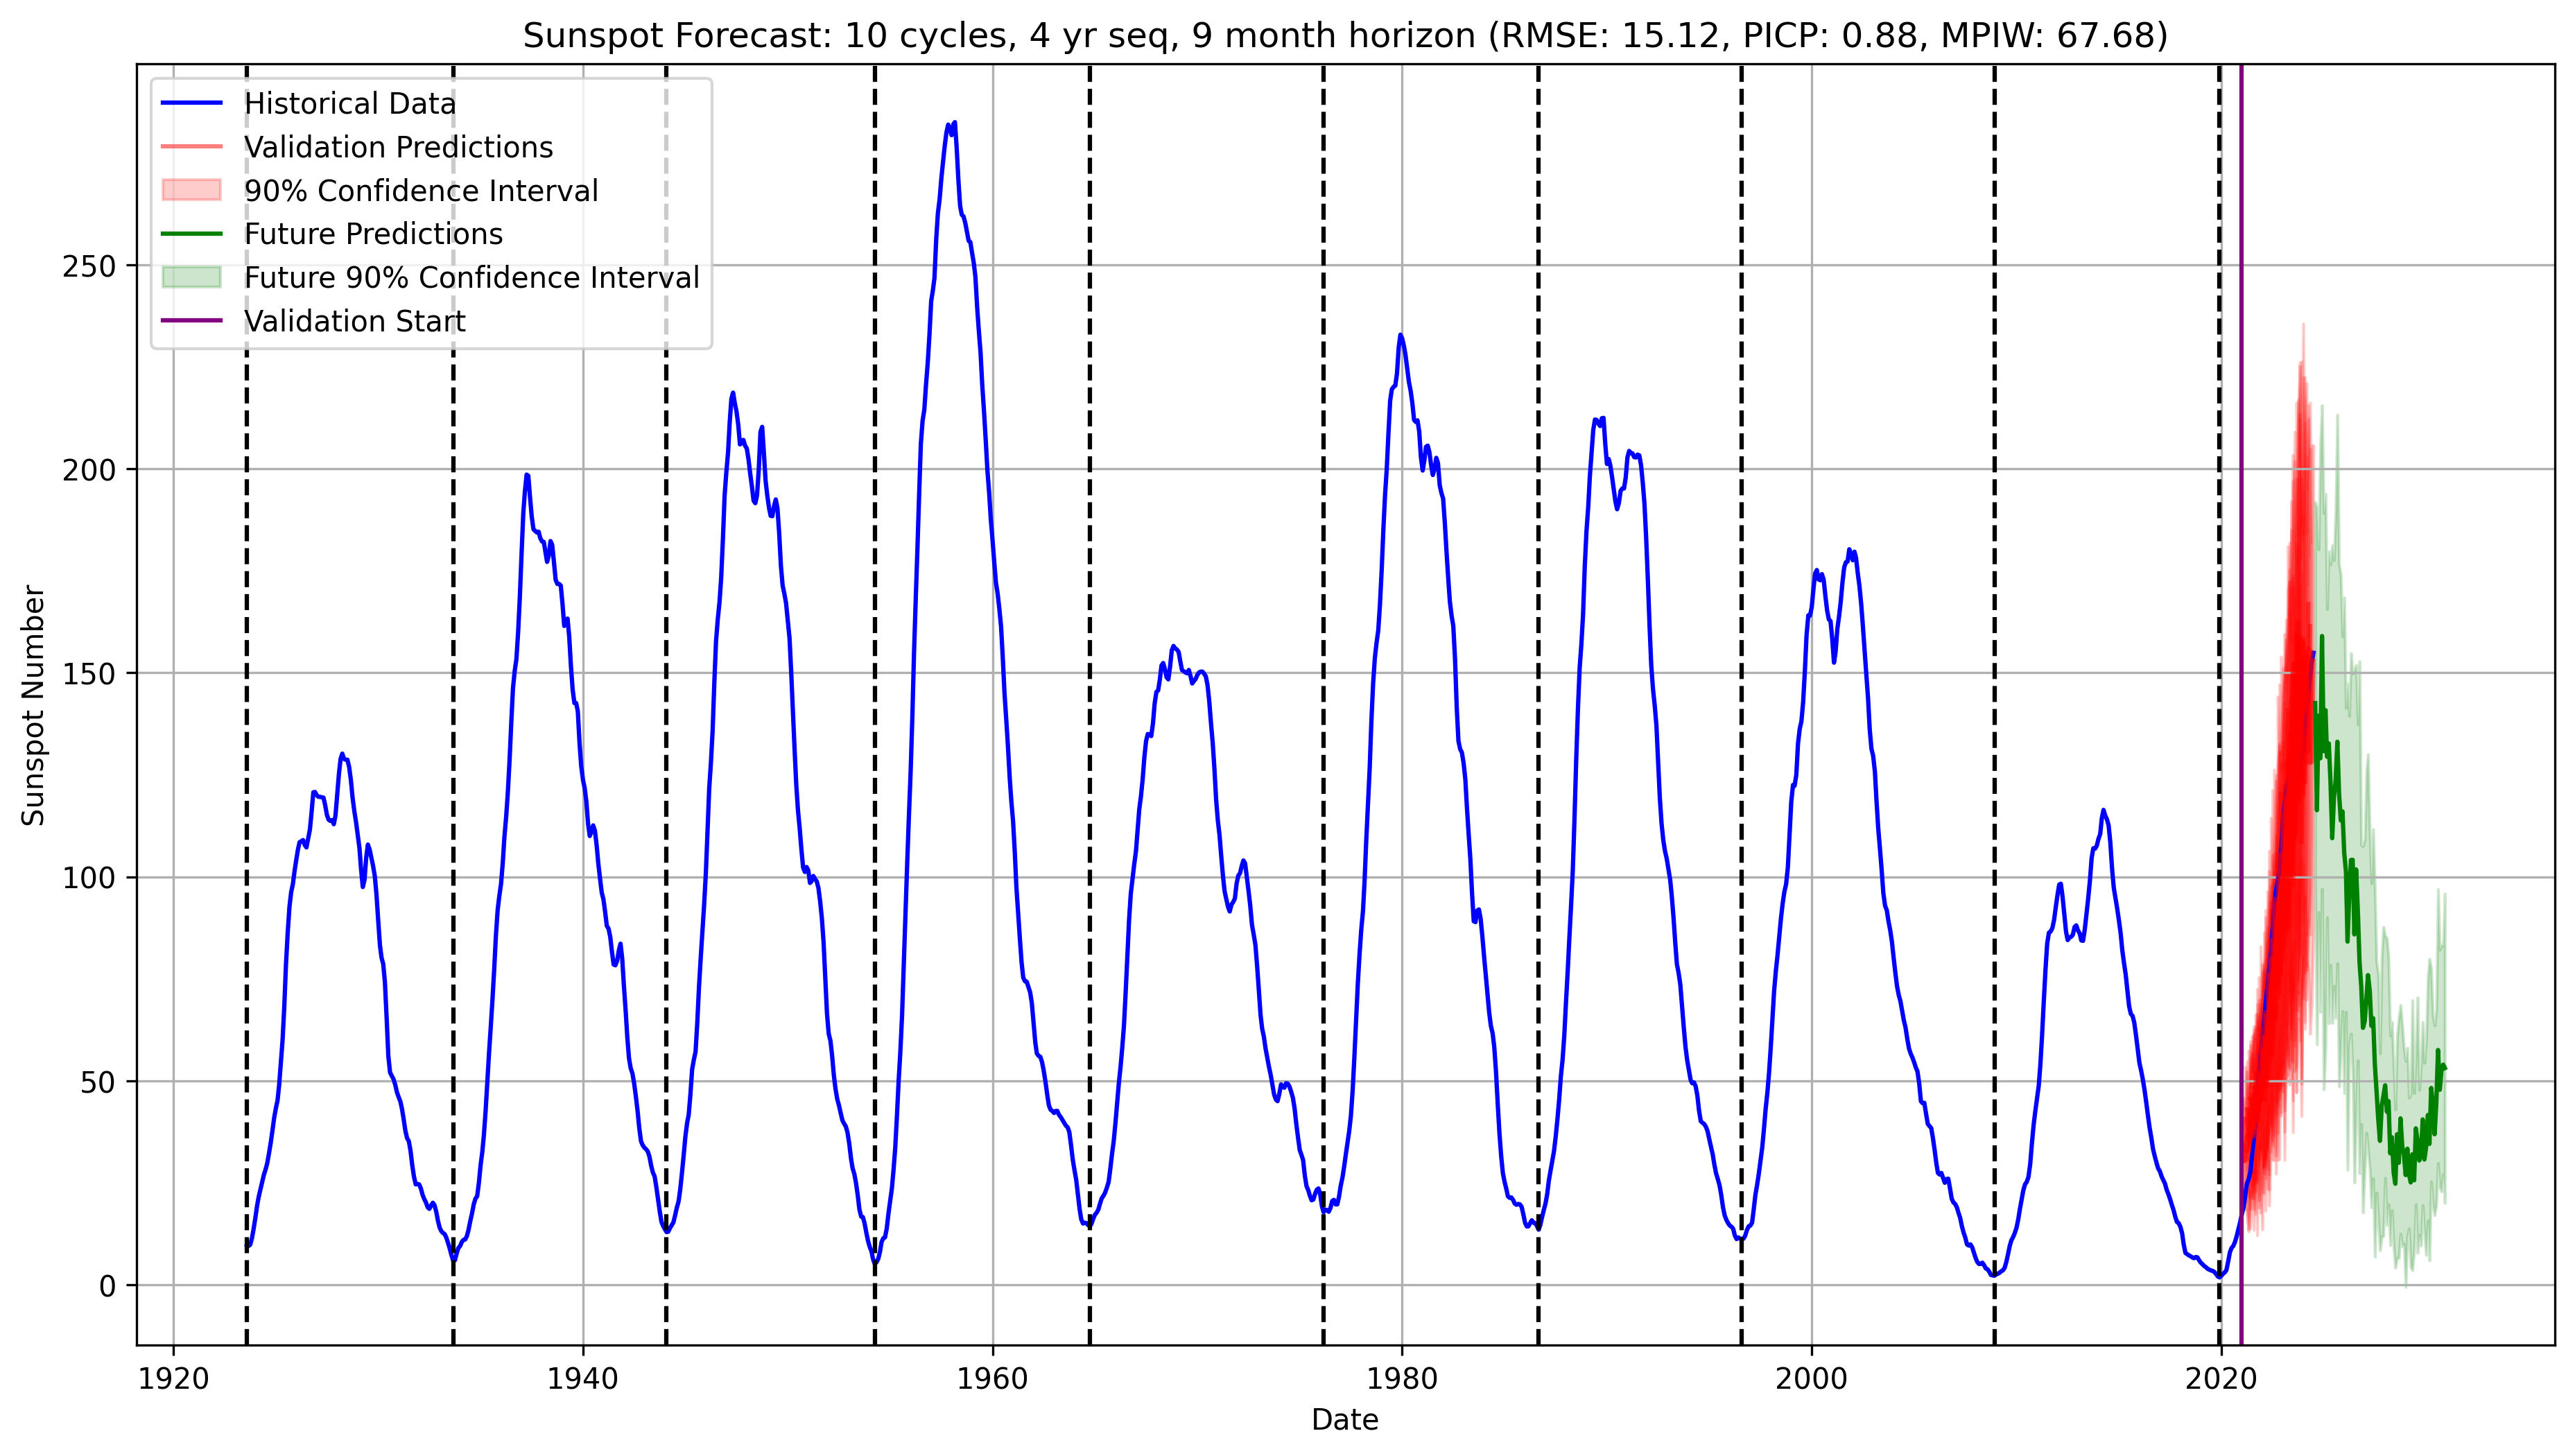 Sunspot Forecast: 10 cycles, 4 yr seq, 9 month horizon (RMSE: 15.12, PICP: 0.88, MPIW: 67.68)
Historical Data
Validation Predictions
90% Confidence Interval
Future Predictions
Future 90% Confidence Interval
Validation Start
Sunspot Number
250
200
150
100
50
0
1920 1940 1960 1980 2000 2020
Date